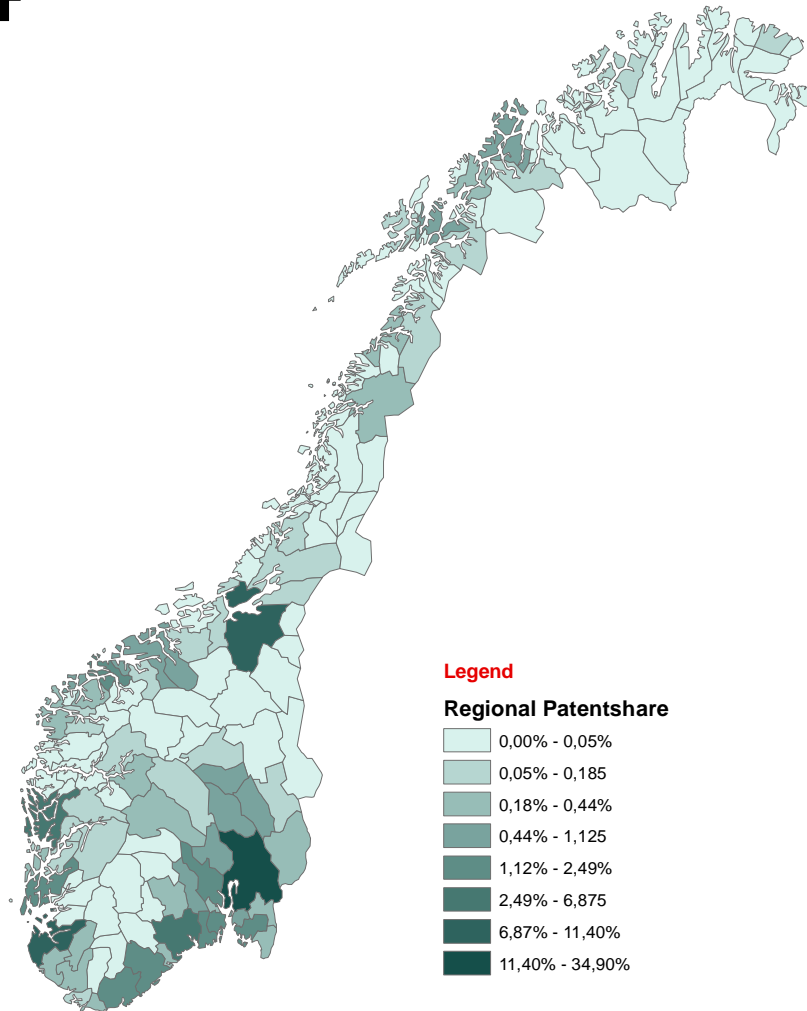 Legend
Regional Patentshare
0,00% - 0,05%
0,05% - 0,185
0,18% - 0,44%
0,44% - 1,125
1,12% - 2,49%
2,49% - 6,875
6,87% - 11,40%
11,40% - 34,90%